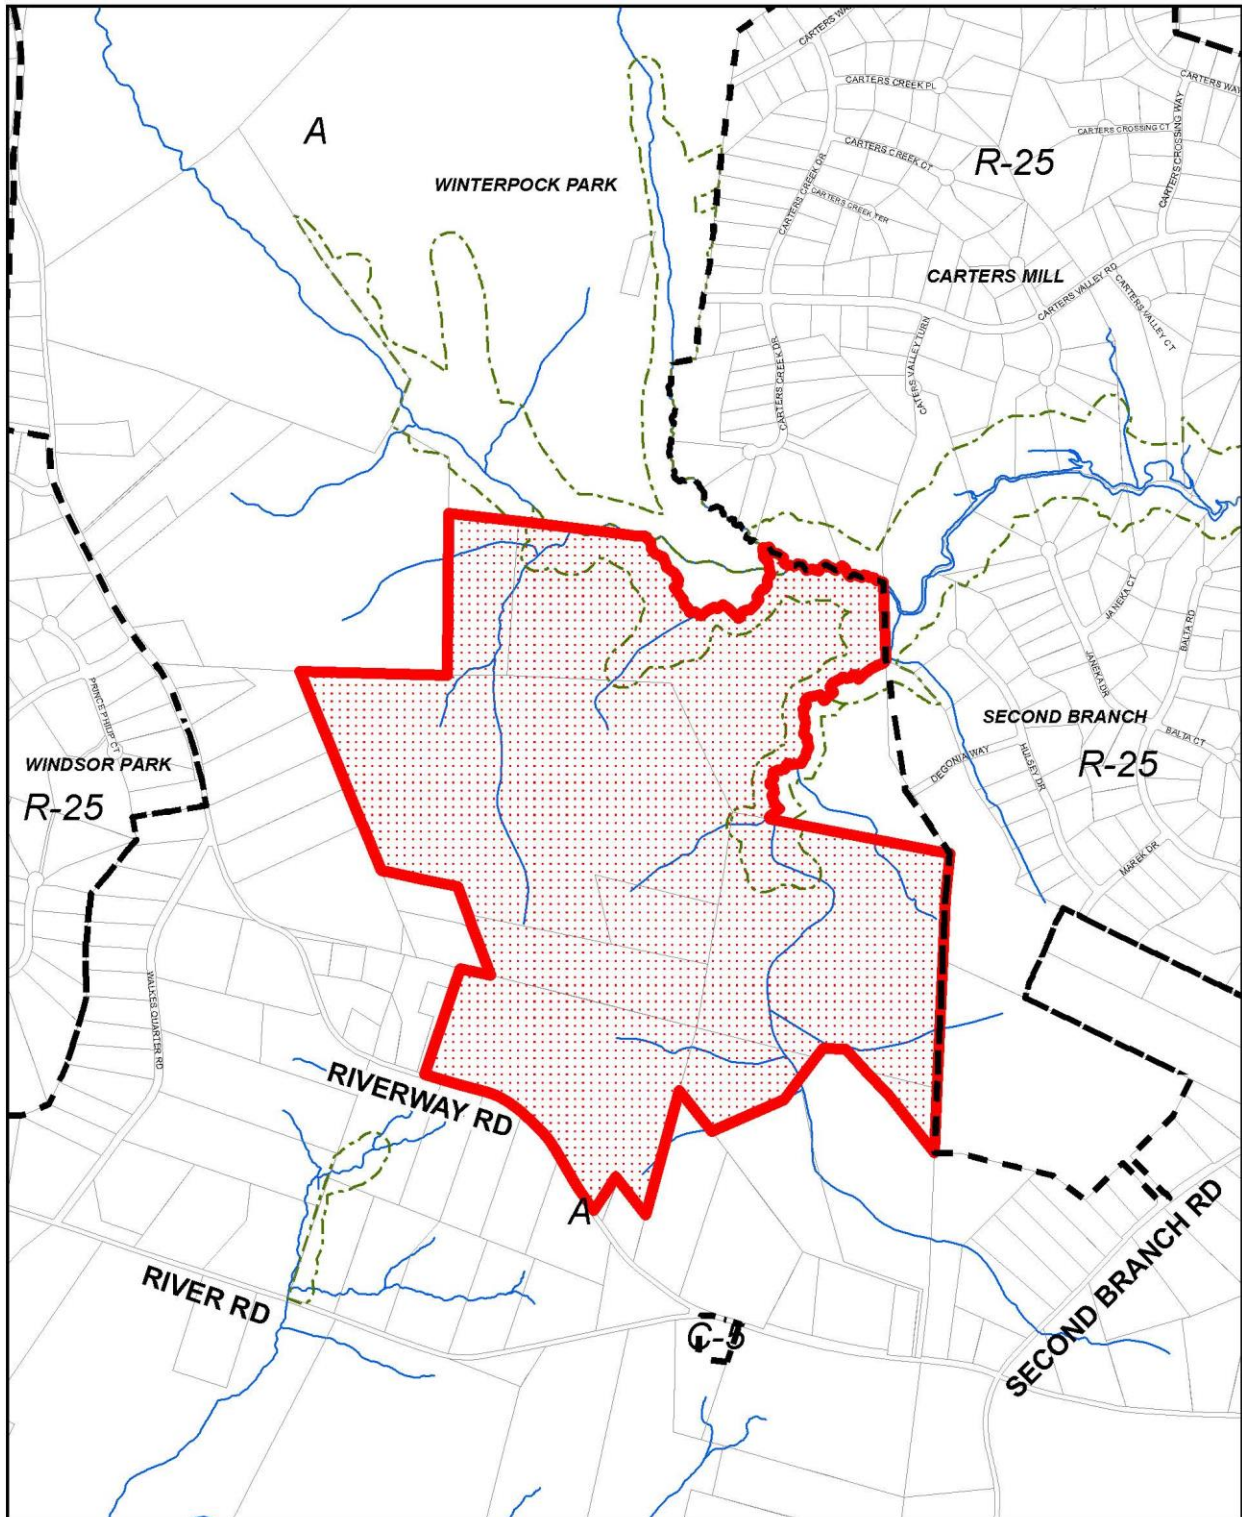 CARTERS WAY
CARTERS CREEK PL
CARTERS WAY
CARTERS CROSSING CT
A
CARTERS CREEK CT
R-25
CARTERS CROSSING WAY
WINTERPOCK PARK
CARTERS CREEK DR
CARTERS CREEK TER
CARTERS MILL
CARTERS VALLEY RD
CARTERS VALLEY CT
CATERS VALLEY TURN
CARTERS CREEK DR
JANEKA CT
BALTA RD
JANEKA DR
PRINCE PHILIP CT
SECOND BRANCH
BALTA CT
DEGONIA WAY
HULSEY DR
WINDSOR PARK
R-25
R-25
MAREK DR
WALKES QUARTER RD
RIVERWAY RD
A
SECOND BRANCH RD
RIVER RD
C-5